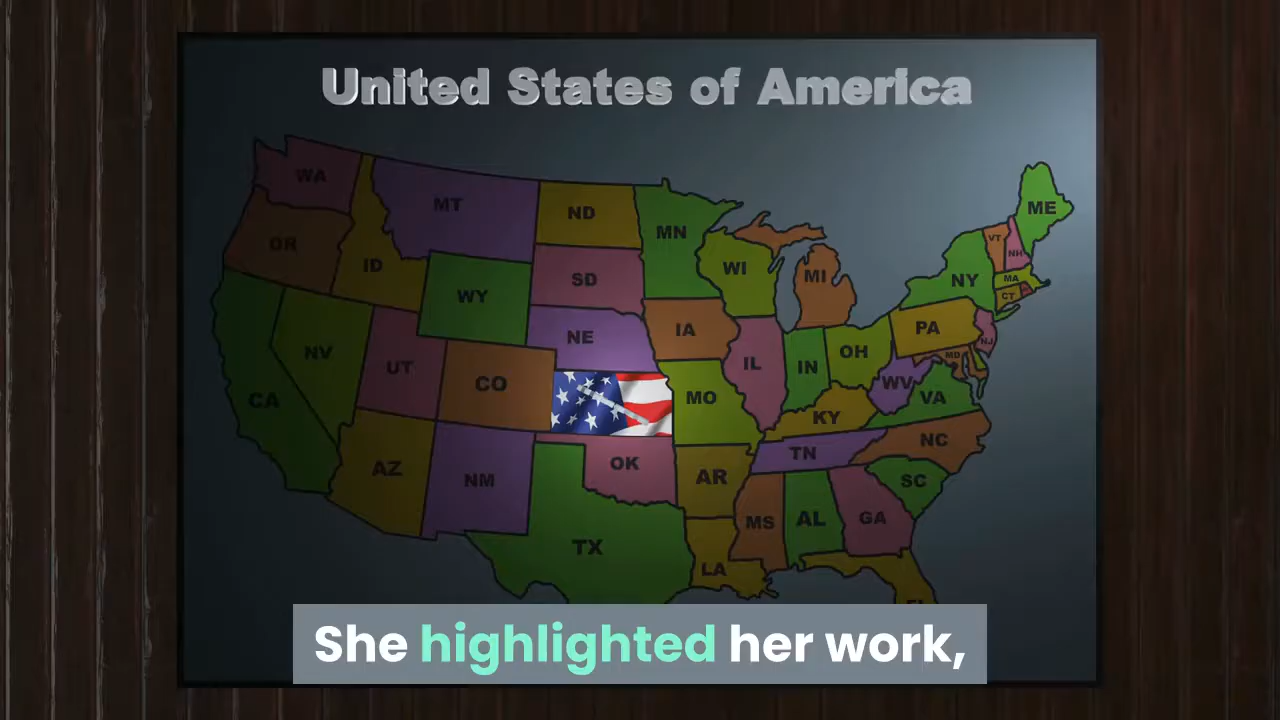 United States of America
WA
MT
ND
MN
ME
OR
ID
SD
WI
MI
VT
NH
WY
NY
MA
CT
NE
IA
PA
NJ
NV
UT
CO
IL
IN
OH
MD
WV
VA
CA
MO
KY
NC
AZ
NM
OK
AR
TN
SC
TX
MS
AL
GA
LA
She highlighted her work,